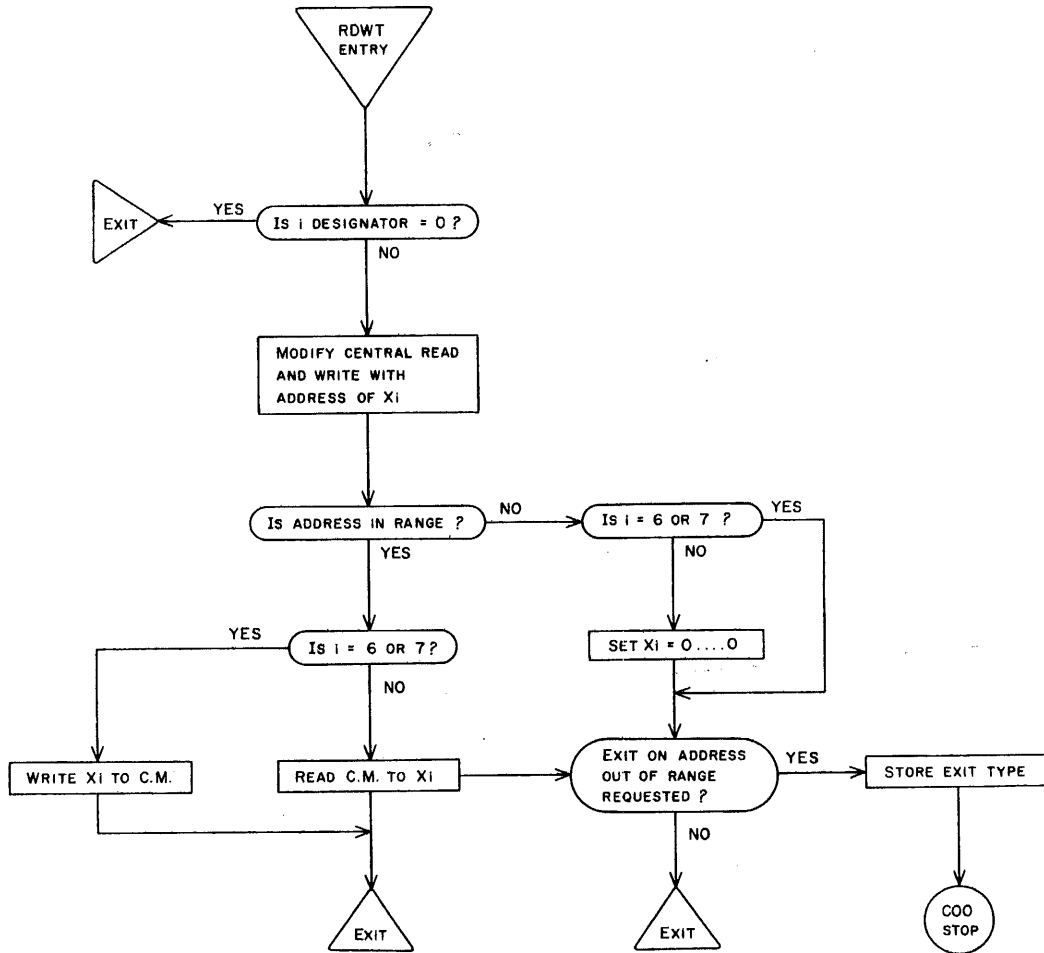 RDWT
ENTRY
EXIT
YES
IS i DESIGNATOR = 0 ?
NO
MODIFY CENTRAL READ
AND WRITE WITH
ADDRESS OF Xi
IS ADDRESS IN RANGE ?
NO
IS i = 6 OR 7 ?
YES
YES
NO
YES
IS i = 6 OR 7 ?
SET Xi = 0 .... 0
NO
WRITE Xi TO C.M.
READ C.M. TO Xi
EXIT ON ADDRESS
OUT OF RANGE
REQUESTED ?
YES
STORE EXIT TYPE
NO
EXIT
EXIT
COO
STOP